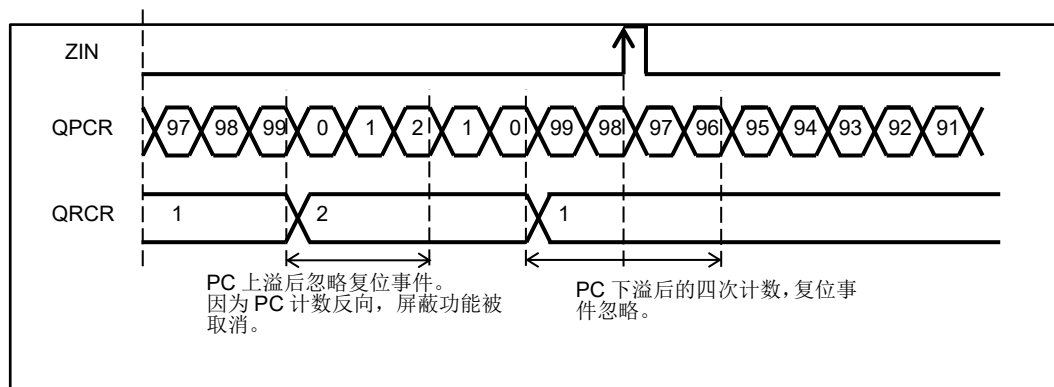 ZIN
QPCR 97 98 99 0 1 2 1 0 99 98 97 96 95 94 93 92 91
QRCR 1 2 1
PC 上溢后忽略复位事件。
因为 PC 计数反向，屏蔽功能被
取消。
PC 下溢后的四次计数，复位事
件忽略。